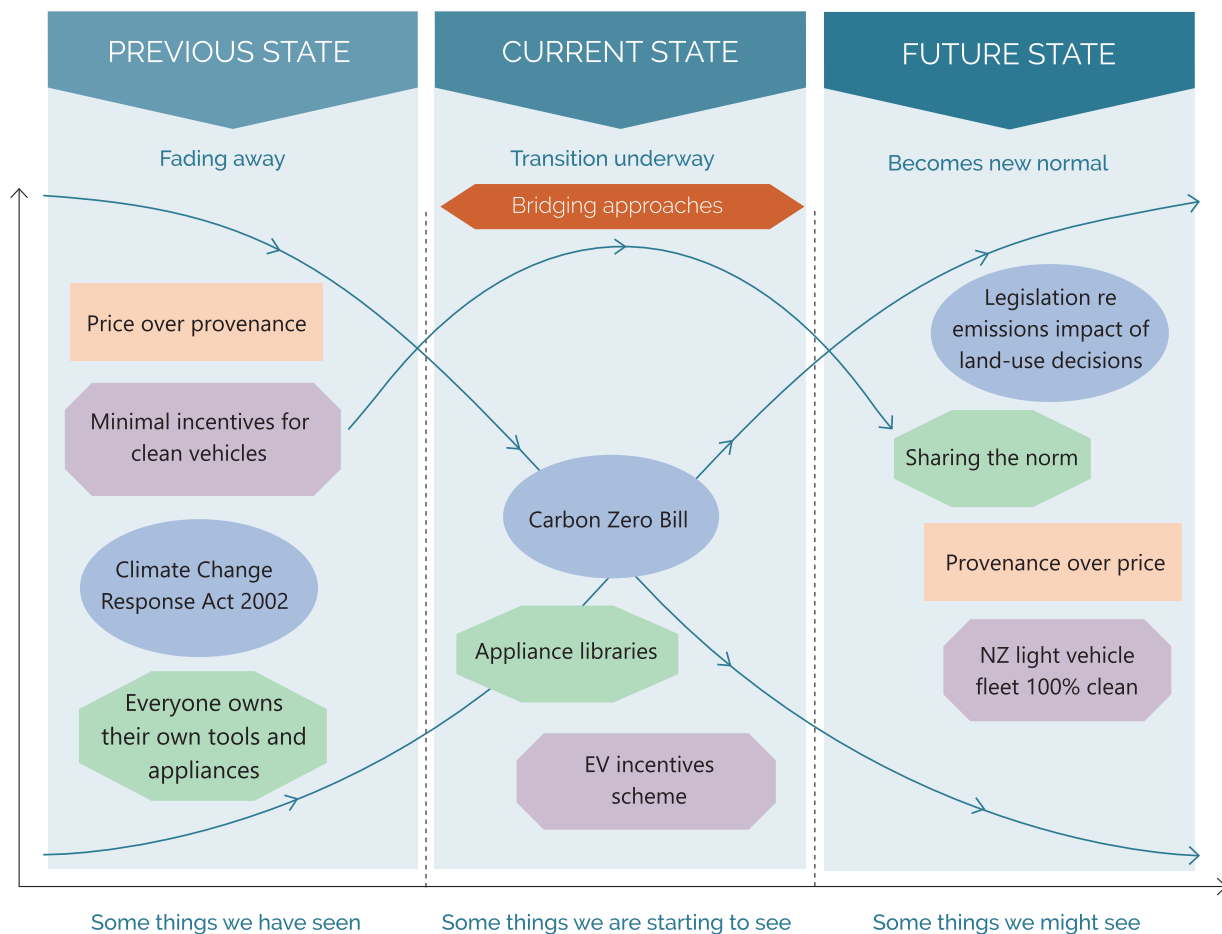 PREVIOUS STATE
CURRENT STATE
FUTURE STATE
Fading away
Transition underway
Becomes new normal
Bridging approaches
Price over provenance
Minimal incentives for
clean vehicles
Climate Change
Response Act 2002
Everyone owns
their own tools and
appliances
Carbon Zero Bill
Appliance libraries
EV incentives
scheme
Legislation re
emissions impact of
land-use decisions
Sharing the norm
Provenance over price
NZ light vehicle
fleet 100% clean
Some things we have seen
Some things we are starting to see
Some things we might see